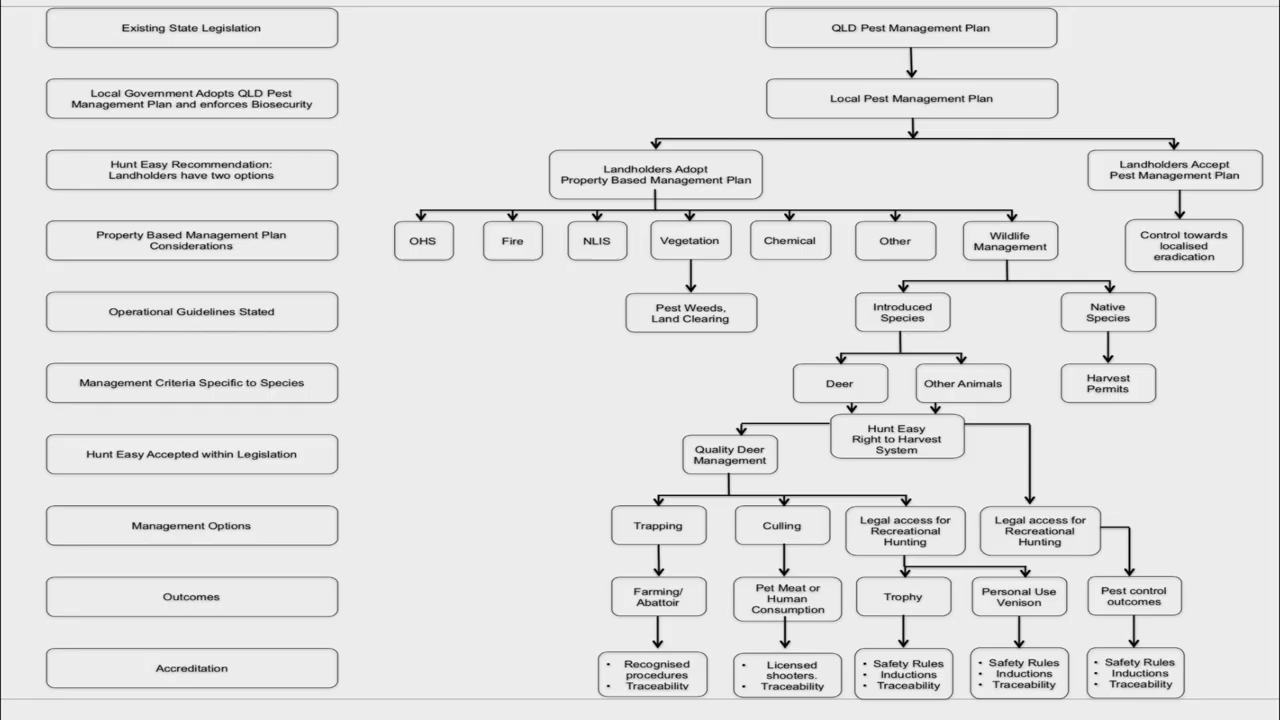 Existing State Legislation
QLD Pest Management Plan
Local Government Adopts QLD Pest
Management Plan and enforces Biosecurity
Local Pest Management Plan
Hunt Easy Recommendation:
Landholders have two options
Landholders Adopt
Property Based Management Plan
Landholders Accept
Pest Management Plan
Property Based Management Plan
Considerations
OHS
Fire
NLIS
Vegetation
Chemical
Other
Wildlife
Management
Control towards
localised
eradication
Operational Guidelines Stated
Pest Weeds,
Land Clearing
Introduced
Species
Native
Species
Management Criteria Specific to Species
Deer
Other Animals
Harvest
Permits
Hunt Easy Accepted within Legislation
Quality Deer
Management
Hunt Easy
Right to Harvest
System
Management Options
Trapping
Culling
Legal access for
Recreational
Hunting
Legal access for
Recreational
Hunting
Outcomes
Farming/
Abattoir
Pet Meat or
Human
Consumption
Trophy
Personal Use
Venison
Pest control
outcomes
Accreditation
• Recognised
procedures
• Traceability
• Licensed
shooters.
• Traceability
• Safety Rules
• Inductions
• Traceability
• Safety Rules
• Inductions
• Traceability
• Safety Rules
• Inductions
• Traceability